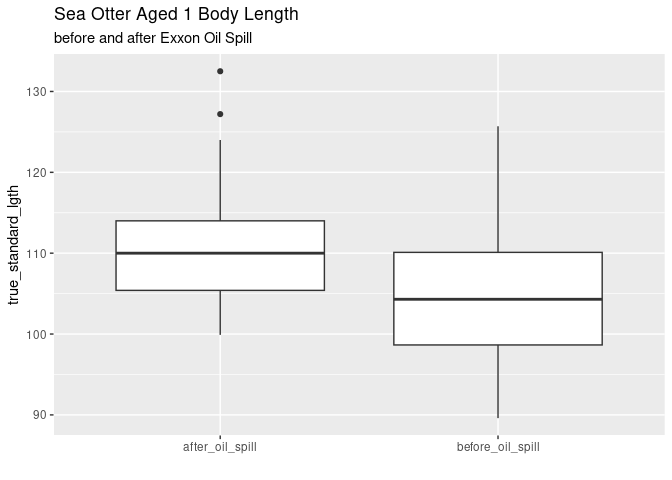 Sea Otter Aged 1 Body Length
before and after Exxon Oil Spill
true_standard_lgth
130
120
110
100
90
after_oil_spill
before_oil_spill